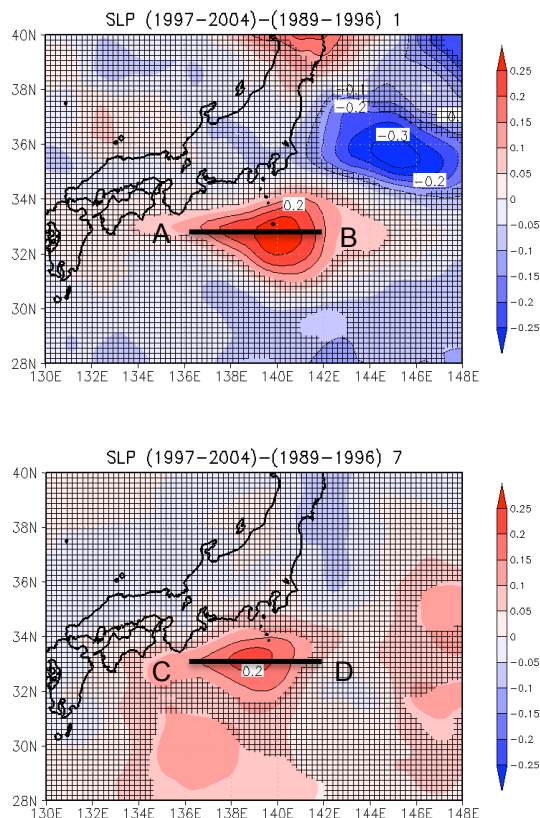 SLP (1997-2004)-(1989-1996) 1
40N
38N
36N
34N
32N
30N
28N
130E 132E 134E 136E 138E 140E 142E 144E 146E 148E
-0.1
-0.2
-0.3
-0.2
0.2
A B
0.25
0.2
0.15
0.1
0.05
0
-0.05
-0.1
-0.15
-0.2
-0.25
SLP (1997-2004)-(1989-1996) 7
40N
38N
36N
34N
32N
30N
28N
130E 132E 134E 136E 138E 140E 142E 144E 146E 148E
C D
0.2
0.25
0.2
0.15
0.1
0.05
0
-0.05
-0.1
-0.15
-0.2
-0.25